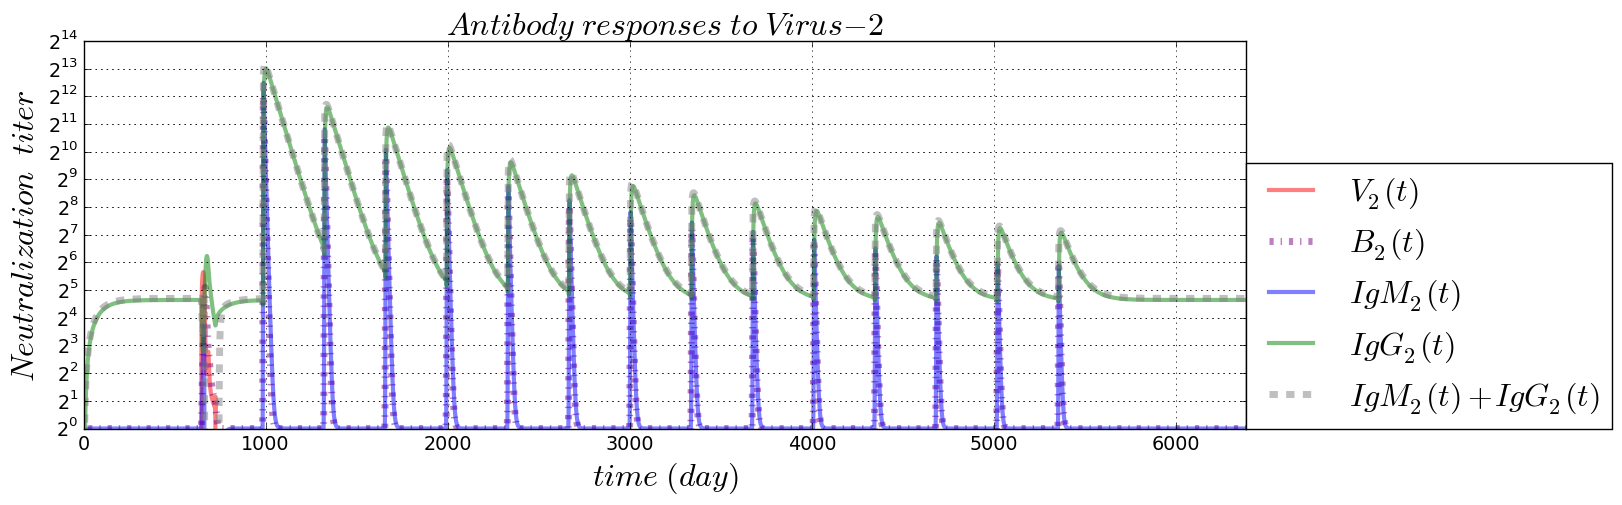 Antibody responses to Virus−2
Neutralization titer
2^14
2^13
2^12
2^11
2^10
2^9
2^8
2^7
2^6
2^5
2^4
2^3
2^2
2^1
2^0
0 1000 2000 3000 4000 5000 6000
time (day)
V_2(t)
B_2(t)
IgM_2(t)
IgG_2(t)
IgM_2(t)+IgG_2(t)